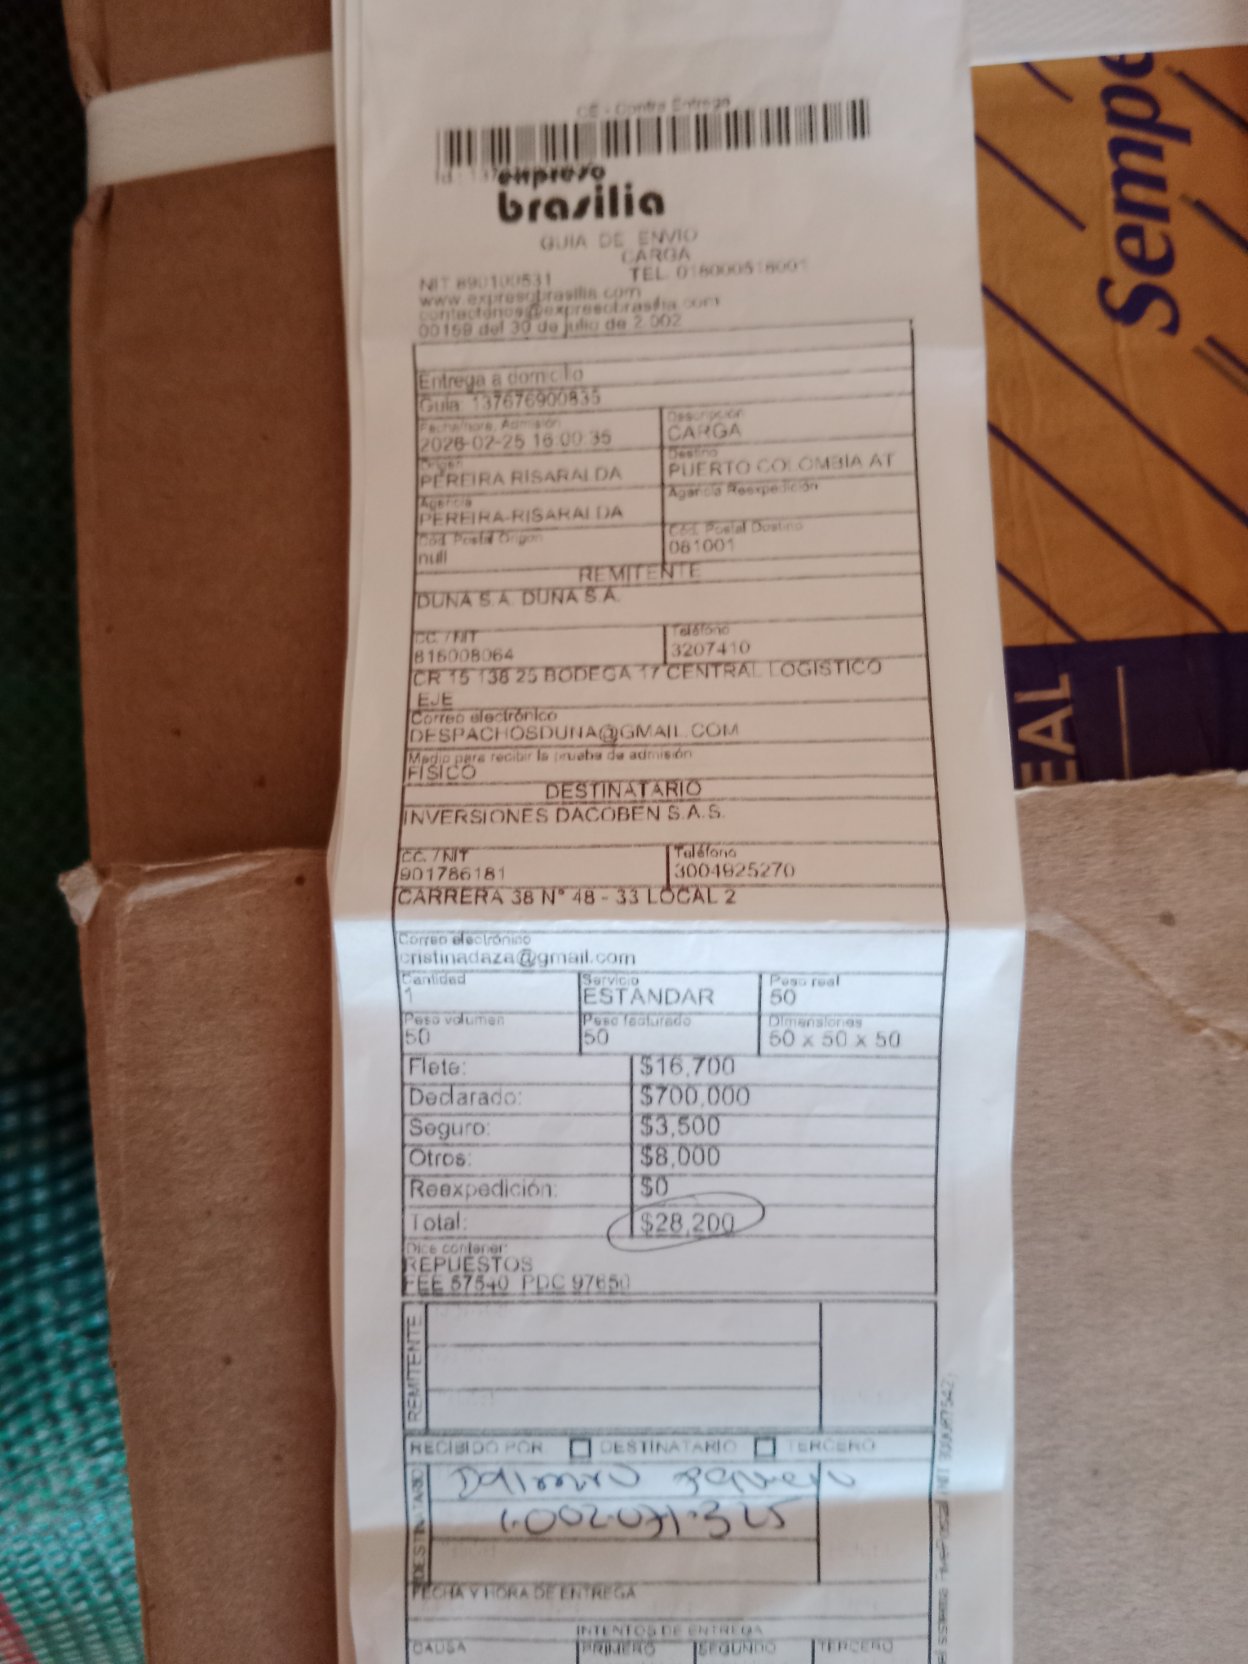 CE - Contra Entrega
expreso
brasilia
GUIA DE ENVIO
CARGA
NIT 890100531 TEL. 018000518001
www.expresobrasilia.com
contactenos@expresobrasilia.com
00169 del 30 de julio de 2.002
Entrega a domicilio
Guia: 137676900835
Fecha/hora, Admisión Descripción
2026-02-25 16:00:35 CARGA
Origen Destino
PEREIRA RISARALDA PUERTO COLOMBIA AT
Agencia Agencia Reexpedición
PEREIRA-RISARALDA
Cod. Postal Origen Cód. Postal Destino
null 081001
REMITENTE
DUNA S.A. DUNA S.A.
CC. / NIT Teléfono
816008064 3207410
CR 15 138 25 BODEGA 17 CENTRAL LOGISTICO
EJE
Correo electrónico
DESPACHOSDUNA@GMAIL.COM
Medio para recibir la prueba de admisión
FÍSICO
DESTINATARIO
INVERSIONES DACOBEN S.A.S.
CC. / NIT Teléfono
901786181 3004925270
CARRERA 38 N° 48 - 33 LOCAL 2
Correo electrónico
cristinadaza@gmail.com
Cantidad Servicio Peso real
1 ESTANDAR 50
Peso volumen Peso facturado Dimensiones
50 50 50 x 50 x 50
Flete: $16,700
Declarado: $700,000
Seguro: $3,500
Otros: $8,000
Reexpedición: $0
Total: $28,200
Dice contener:
REPUESTOS
FEE 57540 PDC 97650
REMITENTE
RECIBIDO POR DESTINATARIO TERCERO
DESTINATARIO
1.002.071.325
FECHA Y HORA DE ENTREGA
INTENTOS DE ENTREGA
CAUSA PRIMERO SEGUNDO TERCERO
Sempe
EAL